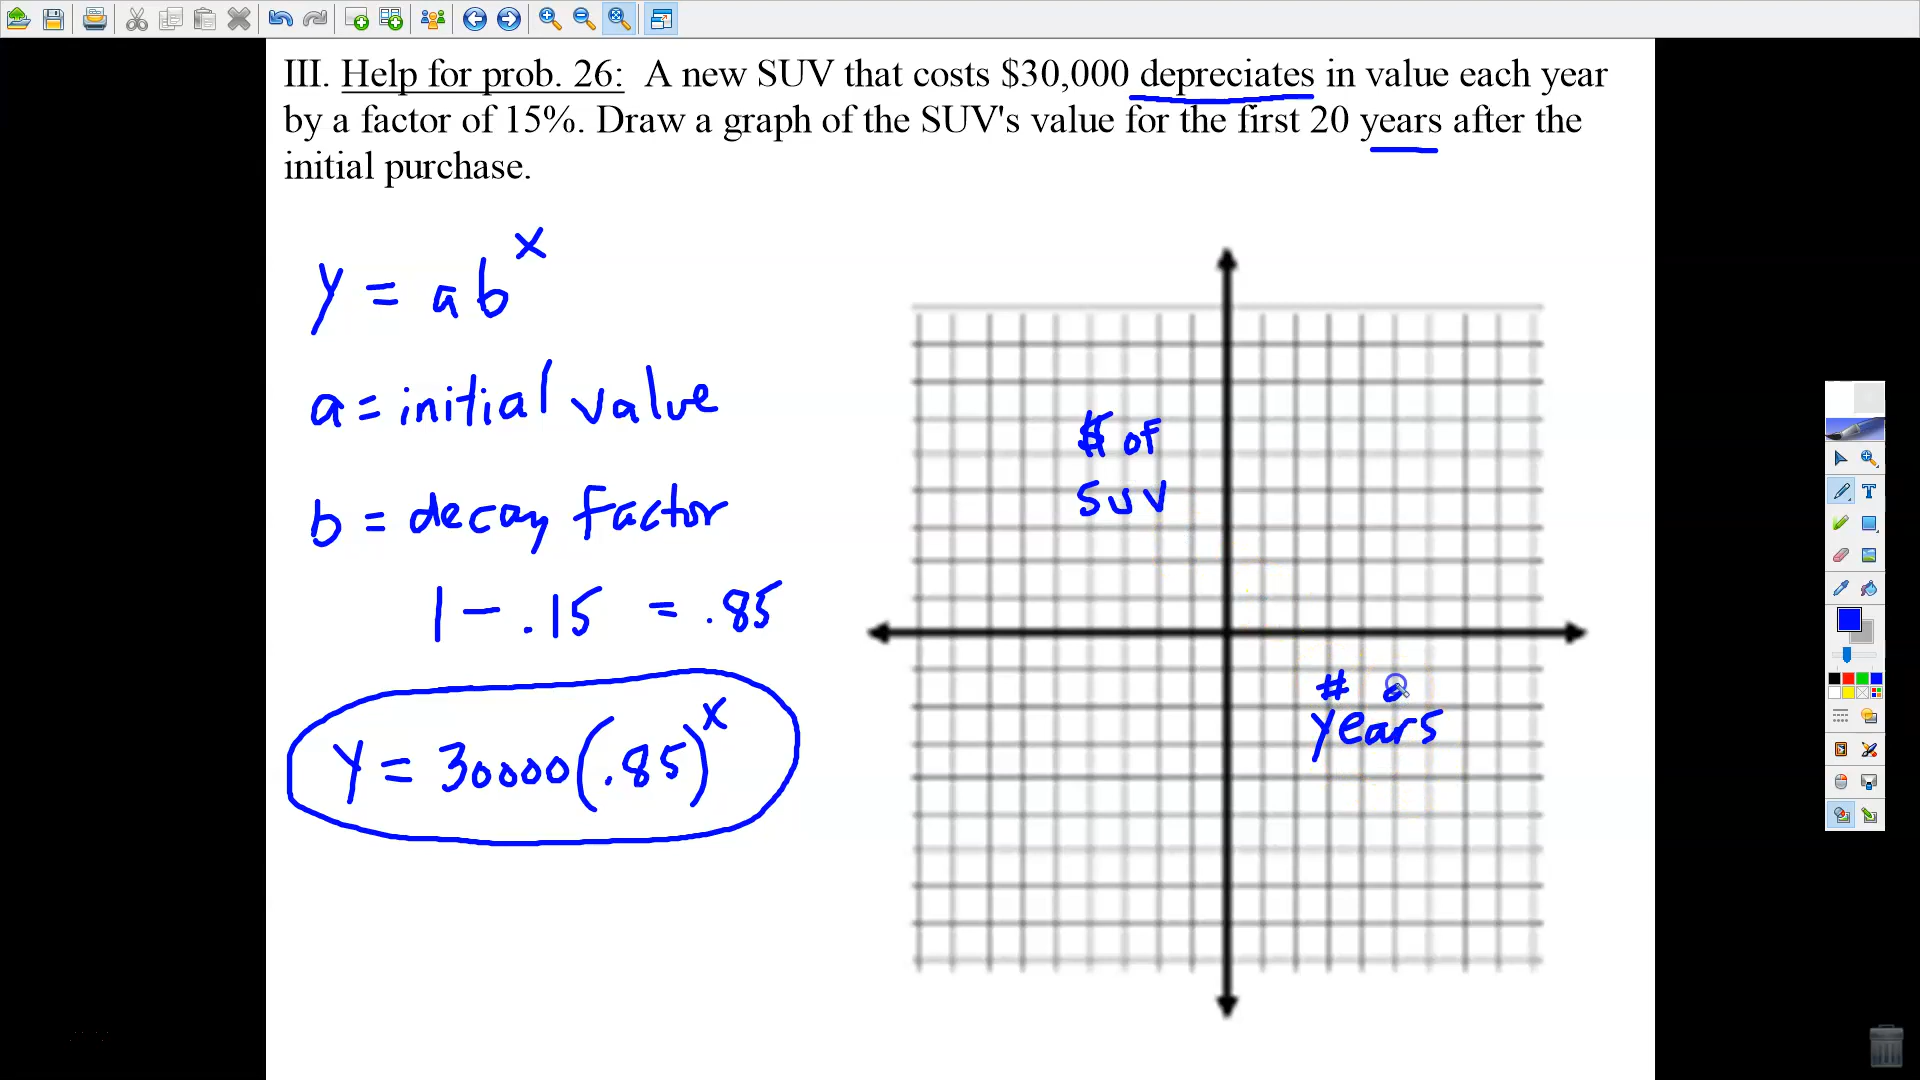 III. Help for prob. 26: A new SUV that costs $30,000 depreciates in value each year
by a factor of 15%. Draw a graph of the SUV's value for the first 20 years after the
initial purchase.
y = ab^x
a = initial value
b = decay factor
1 - .15 = .85
y = 30000(.85)^x
$ of
SUV
# o
years
T